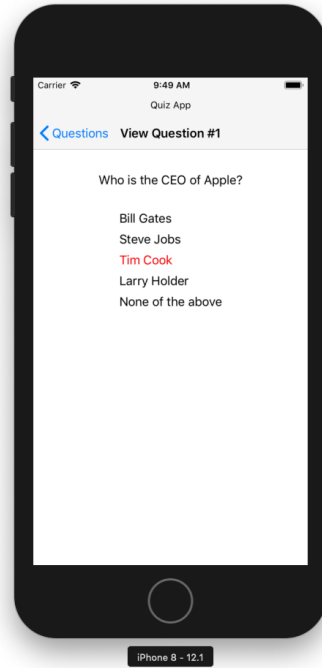 Carrier 9:49 AM
Quiz App
Questions View Question #1
Who is the CEO of Apple?
Bill Gates
Steve Jobs
Tim Cook
Larry Holder
None of the above
iPhone 8 - 12.1